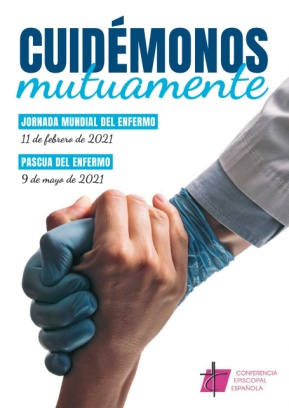 CUIDÉMONOS
mutuamente
JORNADA MUNDIAL DEL ENFERMO
11 de febrero de 2021
PASCUA DEL ENFERMO
9 de mayo de 2021
CONFERENCIA
EPISCOPAL
ESPAÑOLA